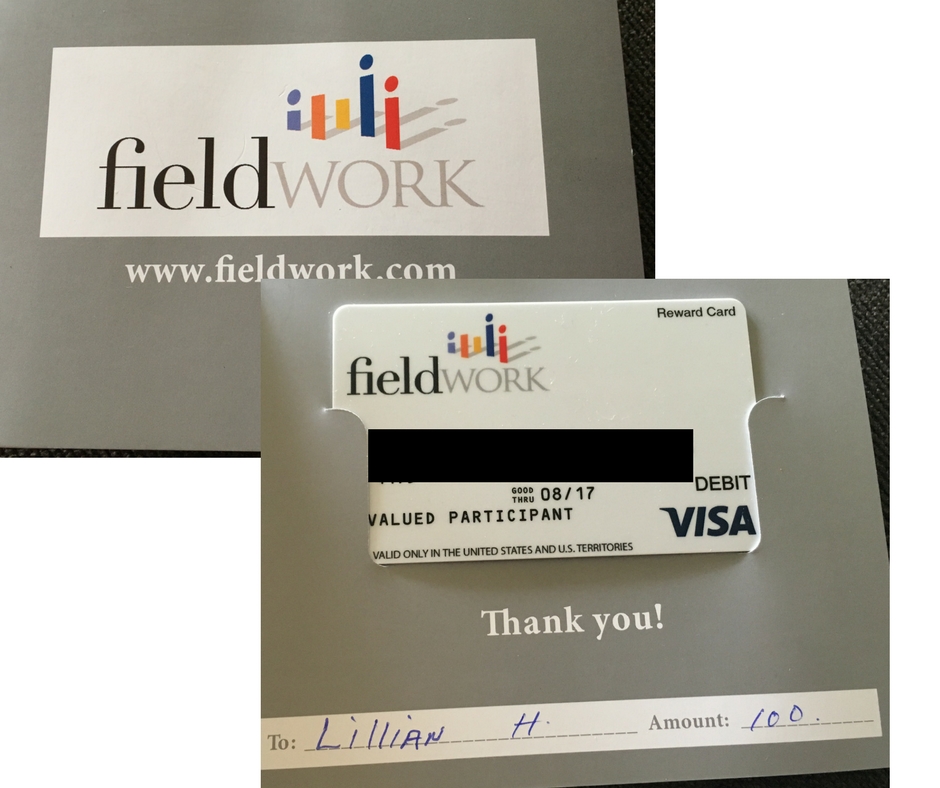 fieldWORK
www.fieldwork.com
Reward Card
fieldWORK
DEBIT
GOOD THRU 08/17
VALUED PARTICIPANT
VISA
VALID ONLY IN THE UNITED STATES AND U.S. TERRITORIES
Thank you!
To: Lillian H. Amount: 100.